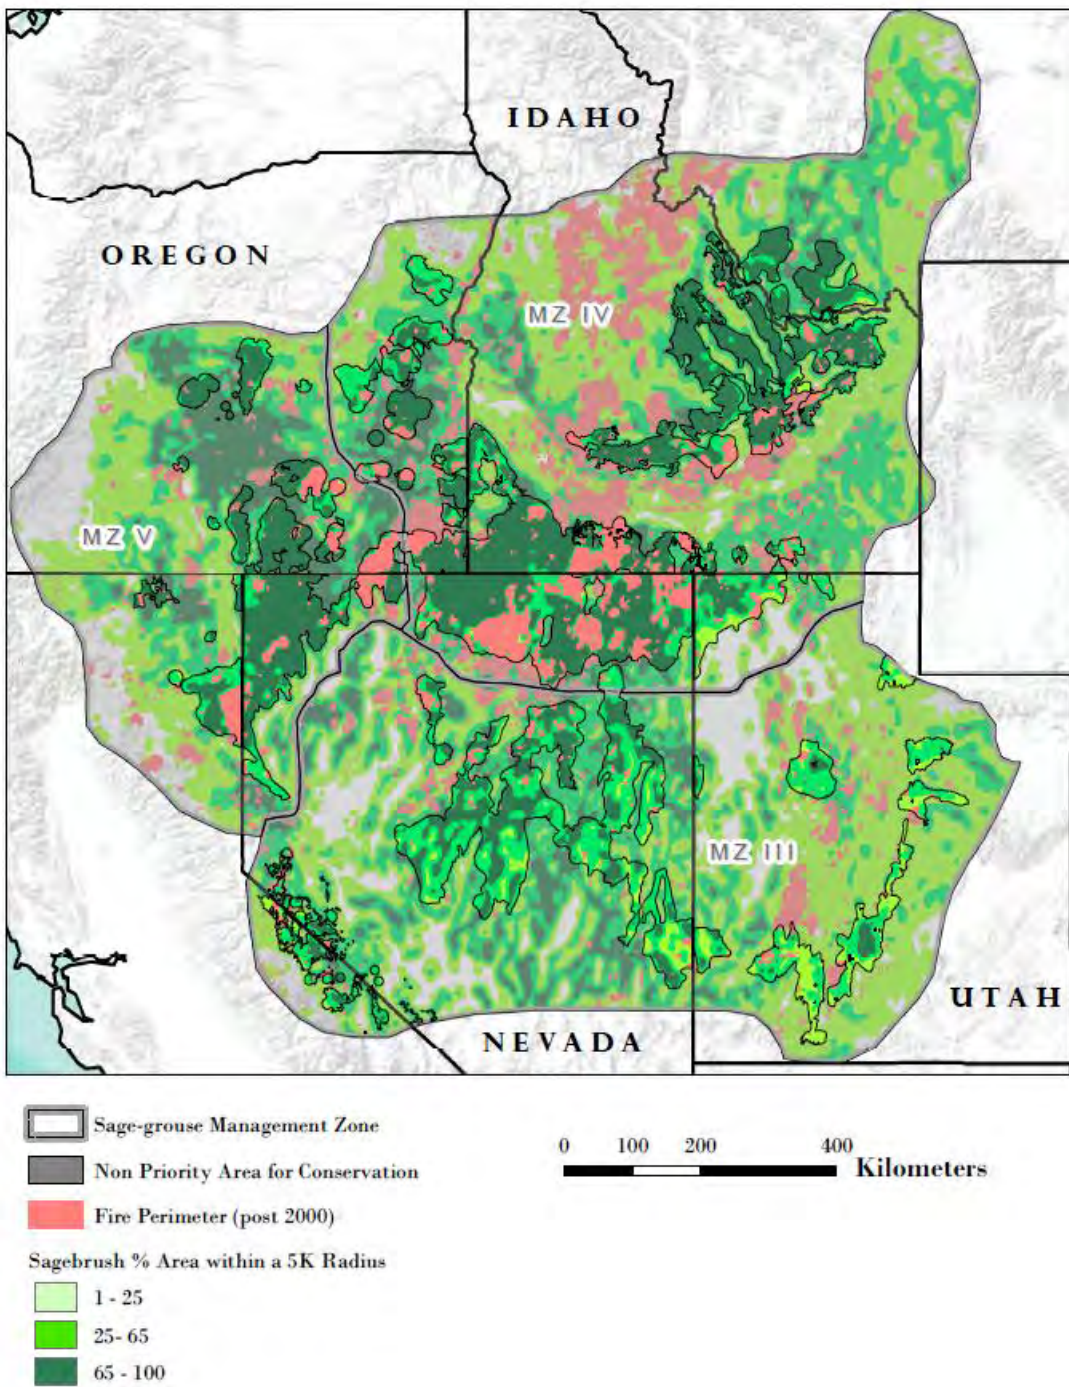 IDAHO
OREGON
MZ IV
MZ V
MZ III
UTAH
NEVADA
Sage-grouse Management Zone
Non Priority Area for Conservation
Fire Perimeter (post 2000)
Sagebrush % Area within a 5K Radius
1 - 25
25- 65
65 - 100
0 100 200 400
Kilometers